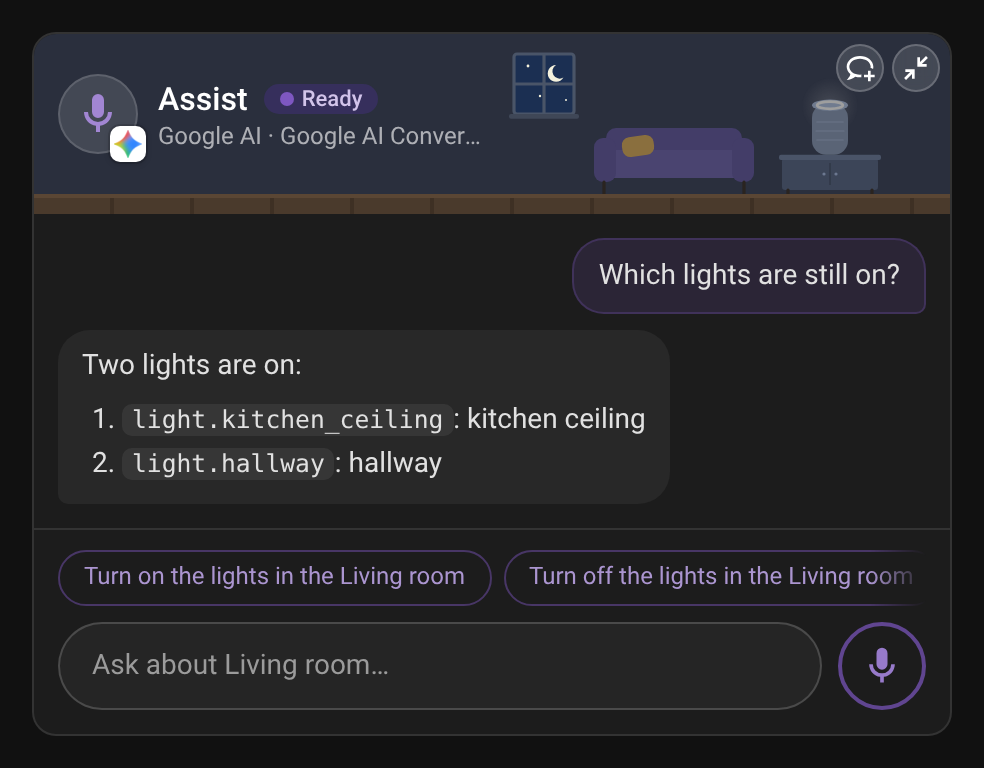 Assist
Ready
Google AI · Google AI Conver…
Which lights are still on?
Two lights are on:
1. light.kitchen_ceiling: kitchen ceiling
2. light.hallway: hallway
Turn on the lights in the Living room
Turn off the lights in the Living room
Ask about Living room…